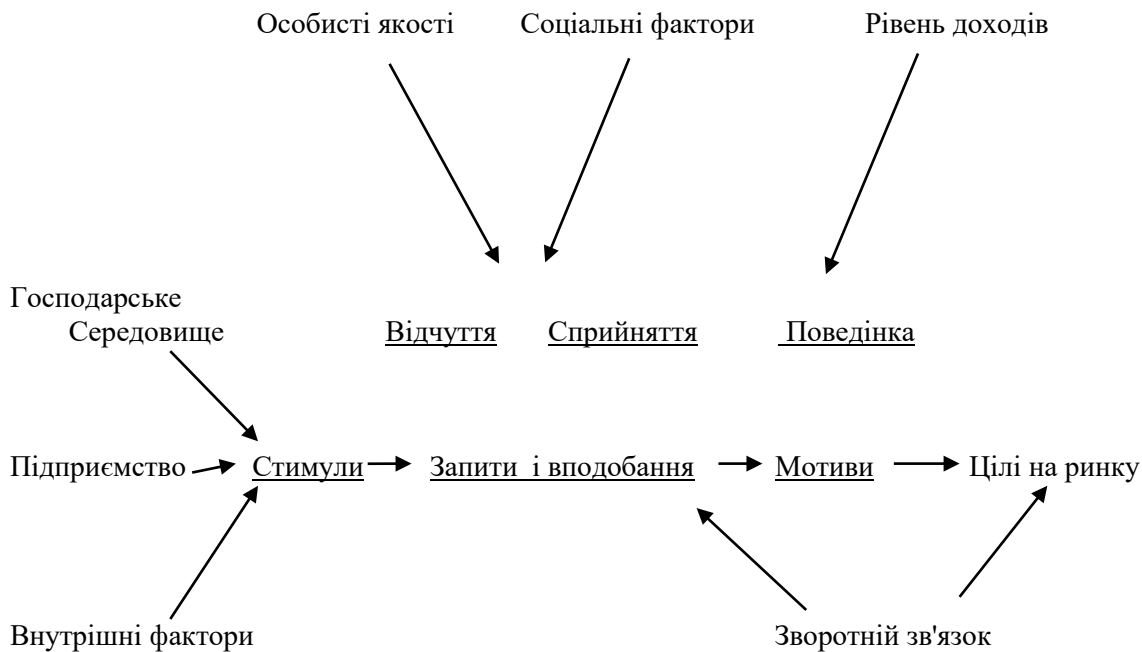 Особисті якості Соціальні фактори Рівень доходів
Господарське
Середовище Відчуття Сприйняття Поведінка
Підприємство Стимули Запити і вподобання Мотиви Цілі на ринку
Внутрішні фактори Зворотній зв'язок